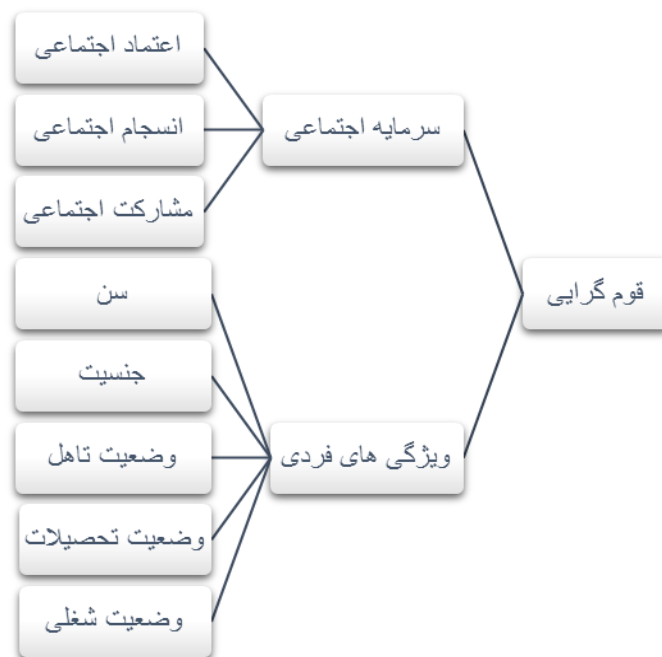 قوم گرایی
سرمایه اجتماعی
اعتماد اجتماعی
انسجام اجتماعی
مشارکت اجتماعی
ویژگی های فردی
سن
جنسیت
وضعیت تاهل
وضعیت تحصیلات
وضعیت شغلی